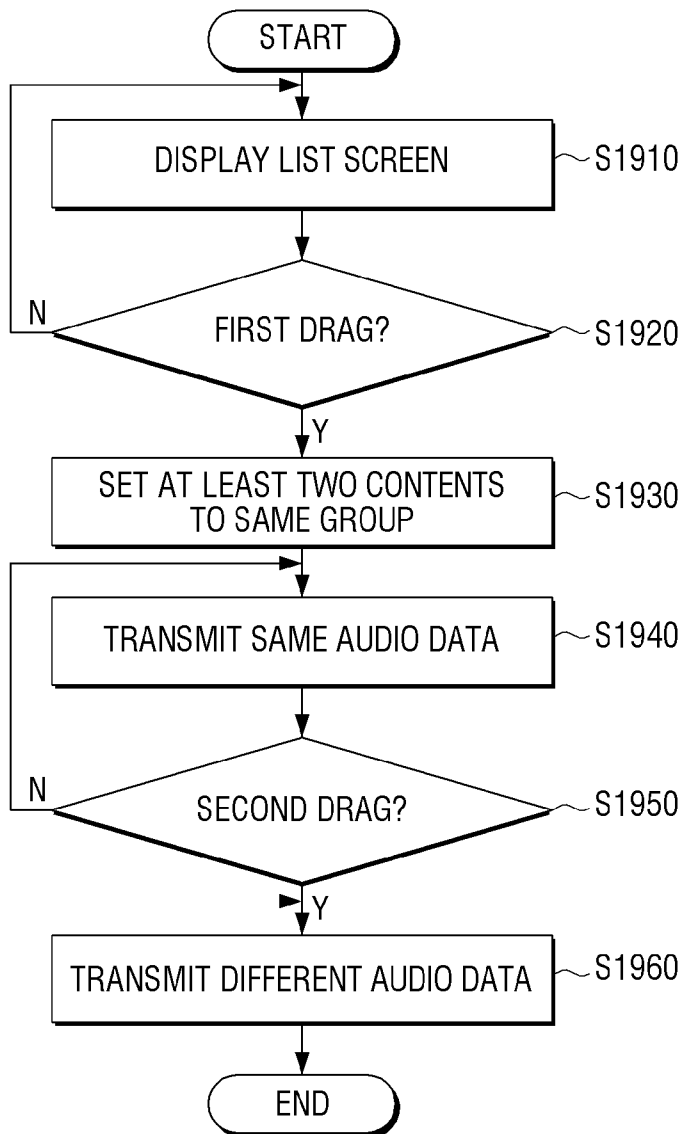 START
DISPLAY LIST SCREEN
S1910
FIRST DRAG?
S1920
N
Y
SET AT LEAST TWO CONTENTS
TO SAME GROUP
S1930
TRANSMIT SAME AUDIO DATA
S1940
SECOND DRAG?
S1950
N
Y
TRANSMIT DIFFERENT AUDIO DATA
S1960
END